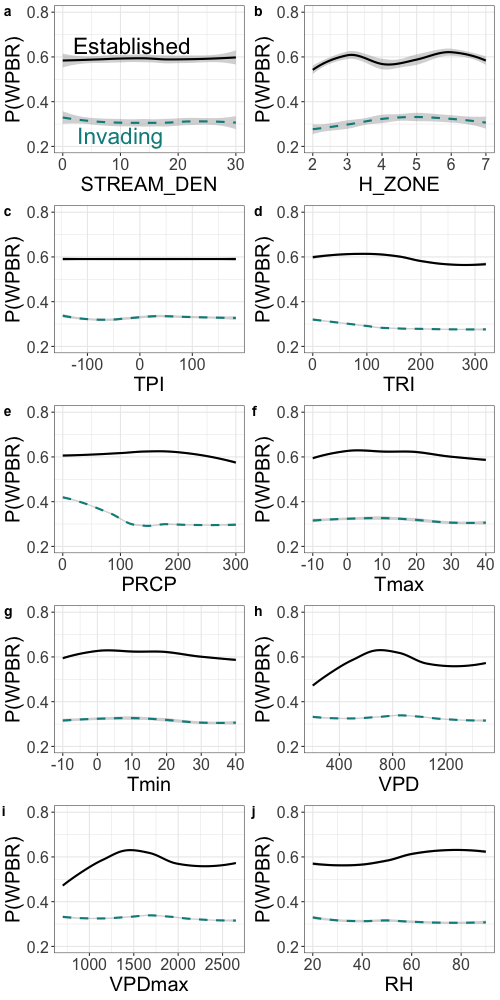 a
0.8
0.6
0.4
0.2
P(WPBR)
Established
Invading
0 10 20 30
STREAM_DEN
b
0.8
0.6
0.4
0.2
P(WPBR)
2 3 4 5 6 7
H_ZONE
c
0.8
0.6
0.4
0.2
P(WPBR)
-100 0 100
TPI
d
0.8
0.6
0.4
0.2
P(WPBR)
0 100 200 300
TRI
e
0.8
0.6
0.4
0.2
P(WPBR)
0 100 200 300
PRCP
f
0.8
0.6
0.4
0.2
P(WPBR)
-10 0 10 20 30 40
Tmax
g
0.8
0.6
0.4
0.2
P(WPBR)
-10 0 10 20 30 40
Tmin
h
0.8
0.6
0.4
0.2
P(WPBR)
400 800 1200
VPD
i
0.8
0.6
0.4
0.2
P(WPBR)
1000 1500 2000 2500
VPDmax
j
0.8
0.6
0.4
0.2
P(WPBR)
20 40 60 80
RH